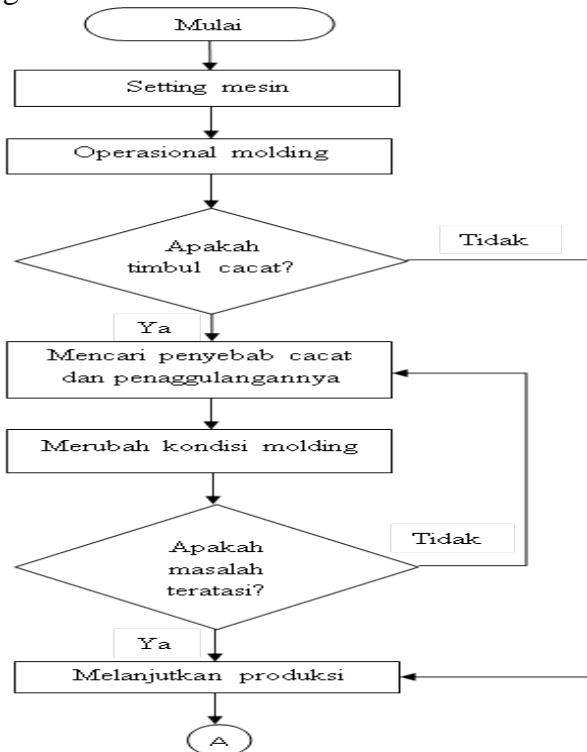 Mulai
Setting mesin
Operasional molding
Apakah
timbul cacat?
Tidak
Ya
Mencari penyebab cacat
dan penaggulangannya
Merubah kondisi molding
Apakah
masalah
teratasi?
Tidak
Ya
Melanjutkan produksi
A